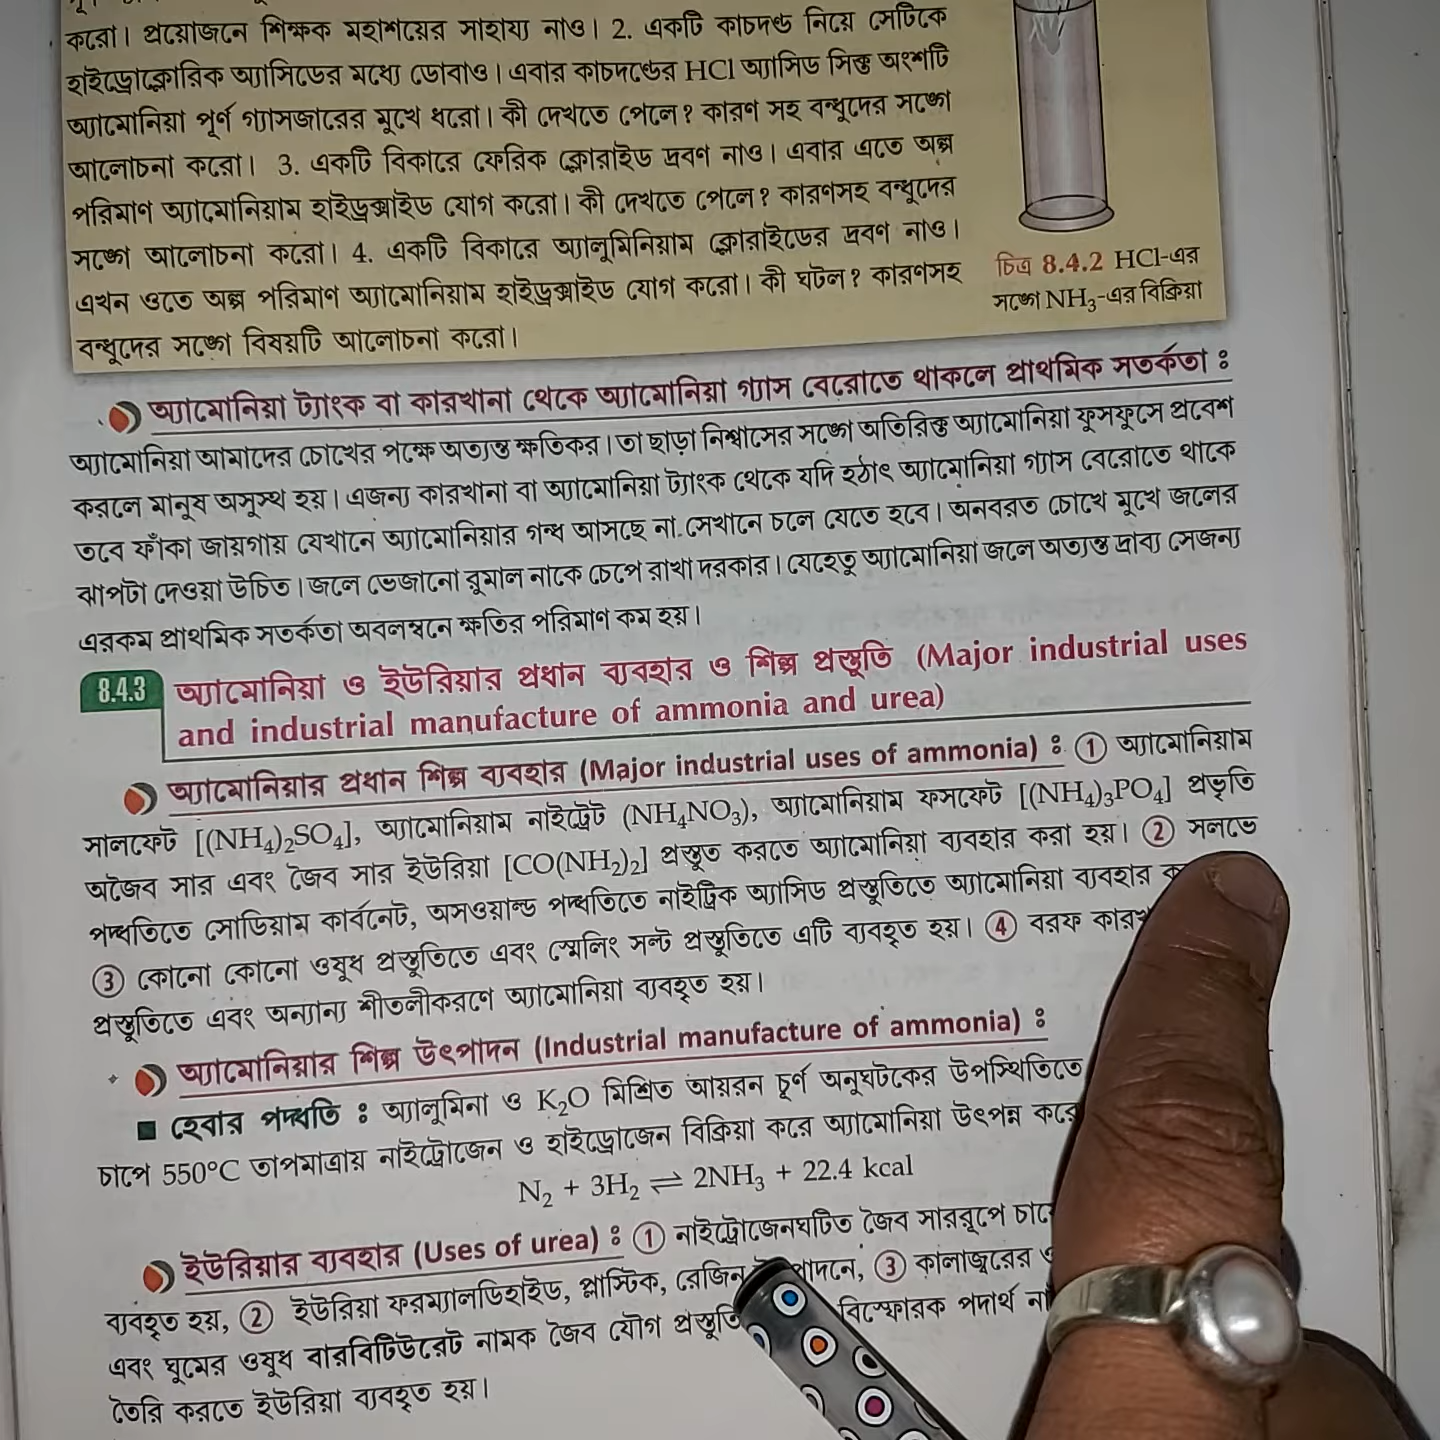 করো। প্রয়োজনে শিক্ষক মহাশয়ের সাহায্য নাও। 2. একটি কাচদণ্ড নিয়ে সেটিকে
হাইড্রোক্লোরিক অ্যাসিডের মধ্যে ডোবাও। এবার কাচদণ্ডের HCl অ্যাসিড সিক্ত অংশটি
অ্যামোনিয়া পূর্ণ গ্যাসজারের মুখে ধরো। কী দেখতে পেলে? কারণ সহ বন্ধুদের সঙ্গে
আলোচনা করো। 3. একটি বিকারে ফেরিক ক্লোরাইড দ্রবণ নাও। এবার এতে অল্প
পরিমাণ অ্যামোনিয়াম হাইড্রক্সাইড যোগ করো। কী দেখতে পেলে? কারণসহ বন্ধুদের
সঙ্গে আলোচনা করো। 4. একটি বিকারে অ্যালুমিনিয়াম ক্লোরাইডের দ্রবণ নাও।
এখন ওতে অল্প পরিমাণ অ্যামোনিয়াম হাইড্রক্সাইড যোগ করো। কী ঘটল? কারণসহ
বন্ধুদের সঙ্গে বিষয়টি আলোচনা করো।
চিত্র 8.4.2 HCl-এর
সঙ্গে NH₃-এর বিক্রিয়া
অ্যামোনিয়া ট্যাংক বা কারখানা থেকে অ্যামোনিয়া গ্যাস বেরোতে থাকলে প্রাথমিক সতর্কতা :
অ্যামোনিয়া আমাদের চোখের পক্ষে অত্যন্ত ক্ষতিকর। তা ছাড়া নিশ্বাসের সঙ্গে অতিরিক্ত অ্যামোনিয়া ফুসফুসে প্রবেশ
করলে মানুষ অসুস্থ হয়। এজন্য কারখানা বা অ্যামোনিয়া ট্যাংক থেকে যদি হঠাৎ অ্যামোনিয়া গ্যাস বেরোতে থাকে
তবে ফাঁকা জায়গায় যেখানে অ্যামোনিয়ার গন্ধ আসছে না সেখানে চলে যেতে হবে। অনবরত চোখে মুখে জলের
ঝাপটা দেওয়া উচিত। জলে ভেজানো রুমাল নাকে চেপে রাখা দরকার। যেহেতু অ্যামোনিয়া জলে অত্যন্ত দ্রাব্য সেজন্য
এরকম প্রাথমিক সতর্কতা অবলম্বনে ক্ষতির পরিমাণ কম হয়।
8.4.3 অ্যামোনিয়া ও ইউরিয়ার প্রধান ব্যবহার ও শিল্প প্রস্তুতি (Major industrial uses
and industrial manufacture of ammonia and urea)
অ্যামোনিয়ার প্রধান শিল্প ব্যবহার (Major industrial uses of ammonia) : ① অ্যামোনিয়াম
সালফেট [(NH₄)₂SO₄], অ্যামোনিয়াম নাইট্রেট (NH₄NO₃), অ্যামোনিয়াম ফসফেট [(NH₄)₃PO₄] প্রভৃতি
অজৈব সার এবং জৈব সার ইউরিয়া [CO(NH₂)₂] প্রস্তুত করতে অ্যামোনিয়া ব্যবহার করা হয়। ② সলভে
পদ্ধতিতে সোডিয়াম কার্বনেট, অসওয়াল্ড পদ্ধতিতে নাইট্রিক অ্যাসিড প্রস্তুতিতে অ্যামোনিয়া ব্যবহার
③ কোনো কোনো ওষুধ প্রস্তুতিতে এবং স্মেলিং সল্ট প্রস্তুতিতে এটি ব্যবহৃত হয়। ④ বরফ
প্রস্তুতিতে এবং অন্যান্য শীতলীকরণে অ্যামোনিয়া ব্যবহৃত হয়।
অ্যামোনিয়ার শিল্প উৎপাদন (Industrial manufacture of ammonia) :
হেবার পদ্ধতি : অ্যালুমিনা ও K₂O মিশ্রিত আয়রন চূর্ণ অনুঘটকের উপস্থিতিতে
চাপে 550°C তাপমাত্রায় নাইট্রোজেন ও হাইড্রোজেন বিক্রিয়া করে অ্যামোনিয়া উৎপন্ন করে
N₂ + 3H₂ ⇌ 2NH₃ + 22.4 kcal
ইউরিয়ার ব্যবহার (Uses of urea) : ① নাইট্রোজেনঘটিত জৈব সাররূপে
ব্যবহৃত হয়, ② ইউরিয়া ফরম্যালডিহাইড, প্লাস্টিক, রেজিন ③ কালাজ্বরের
এবং ঘুমের ওষুধ বারবিটিউরেট নামক জৈব যৌগ বিস্ফোরক পদার্থ
তৈরি করতে ইউরিয়া ব্যবহৃত হয়।